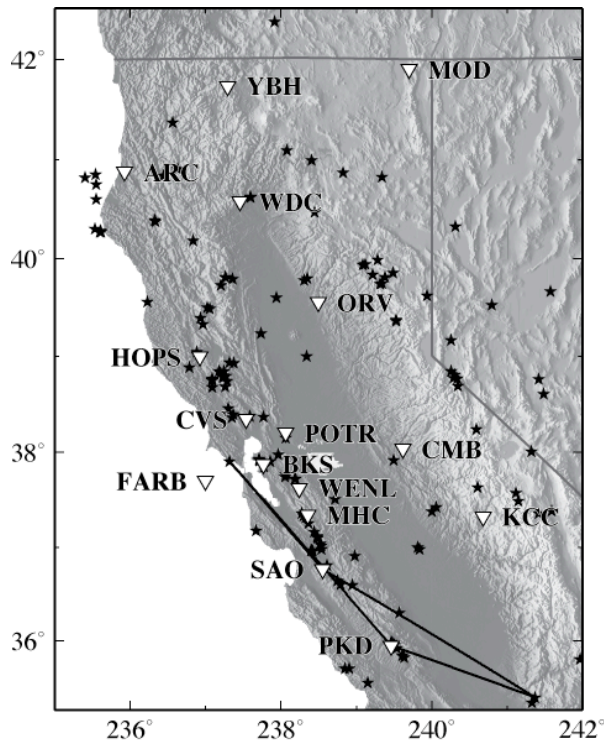 42°
MOD
YBH
ARC
WDC
40°
ORV
HOPS
CVS
POTR
38°
CMB
BKS
FARB
WENL
MHC
KCC
SAO
36°
PKD
236° 238° 240° 242°